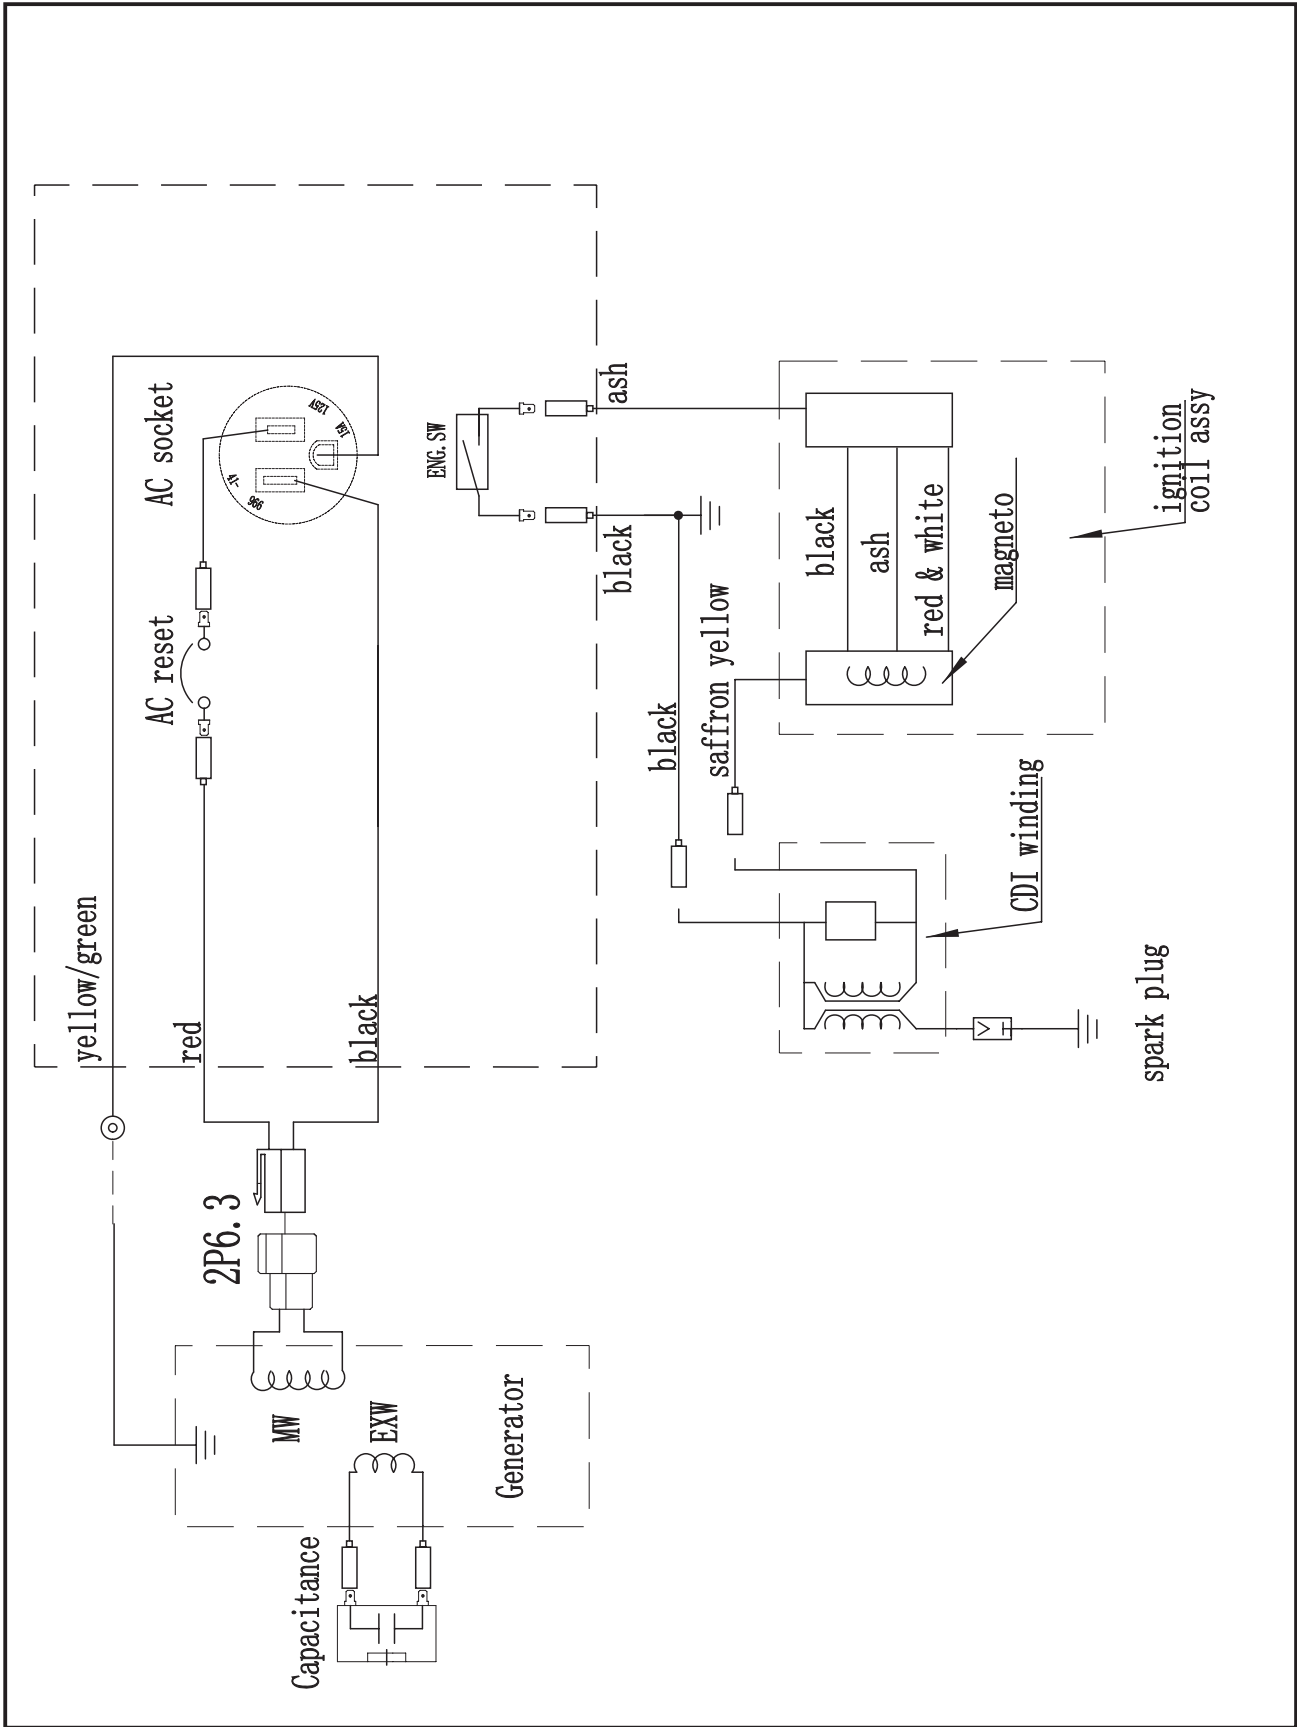 yellow/green
red
black
AC reset
AC socket
125V
15A
2P6.3
MW
EXW
Generator
Capacitance
ENG.SW
ash
black
black
saffron yellow
black
ash
red & white
magneto
ignition
coil assy
CDI winding
spark plug